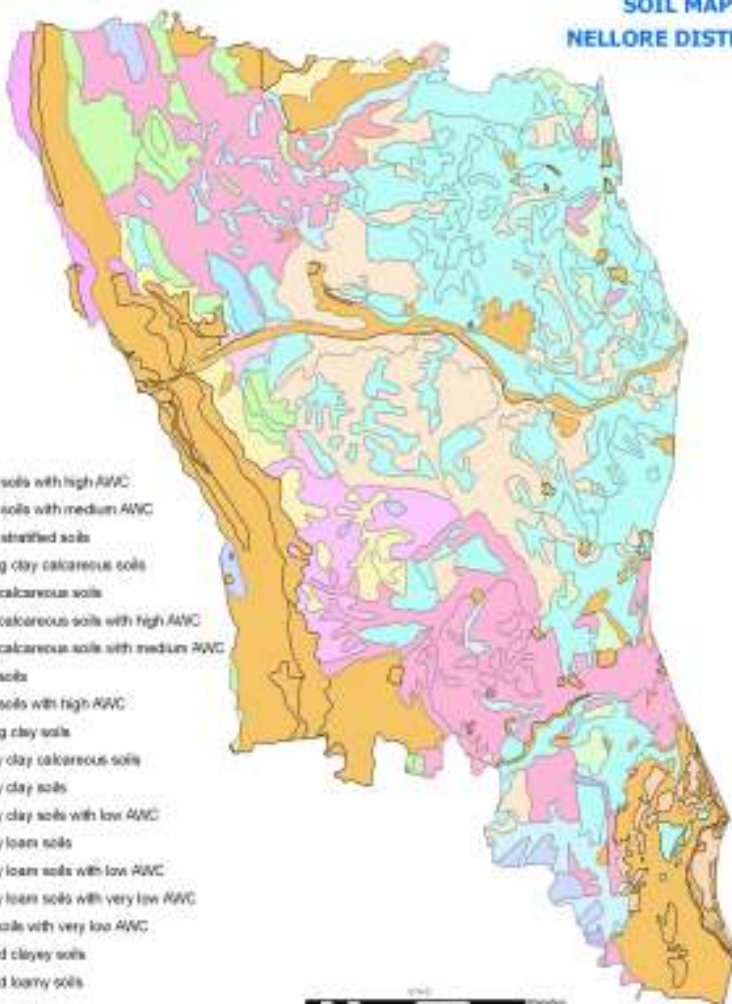 SOIL MAP
NELLORE DIST
soils with high AWC
soils with medium AWC
stratified soils
g clay calcareous soils
calcareous soils
calcareous soils with high AWC
calcareous soils with medium AWC
soils
soils with high AWC
g clay soils
y clay calcareous soils
y clay soils
y clay soils with low AWC
y loam soils
y loam soils with low AWC
y loam soils with very low AWC
soils with very low AWC
d clayey soils
d loamy soils